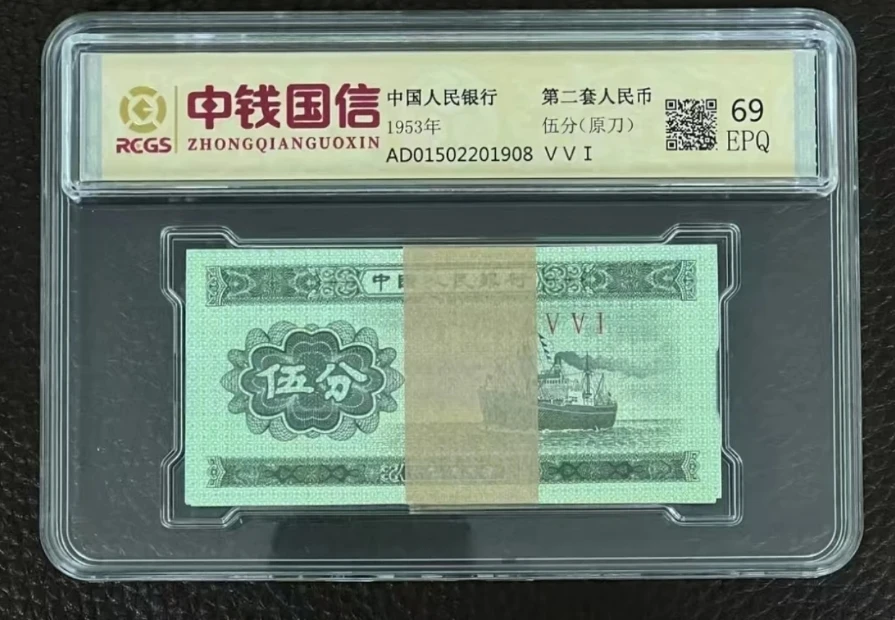 RCGS
中钱国信
ZHONGQIANGUOXIN
中国人民银行
1953年
AD01502201908 VVI
第二套人民币
伍分(原刀)
69
EPQ
中国人民银行
VVI
伍分